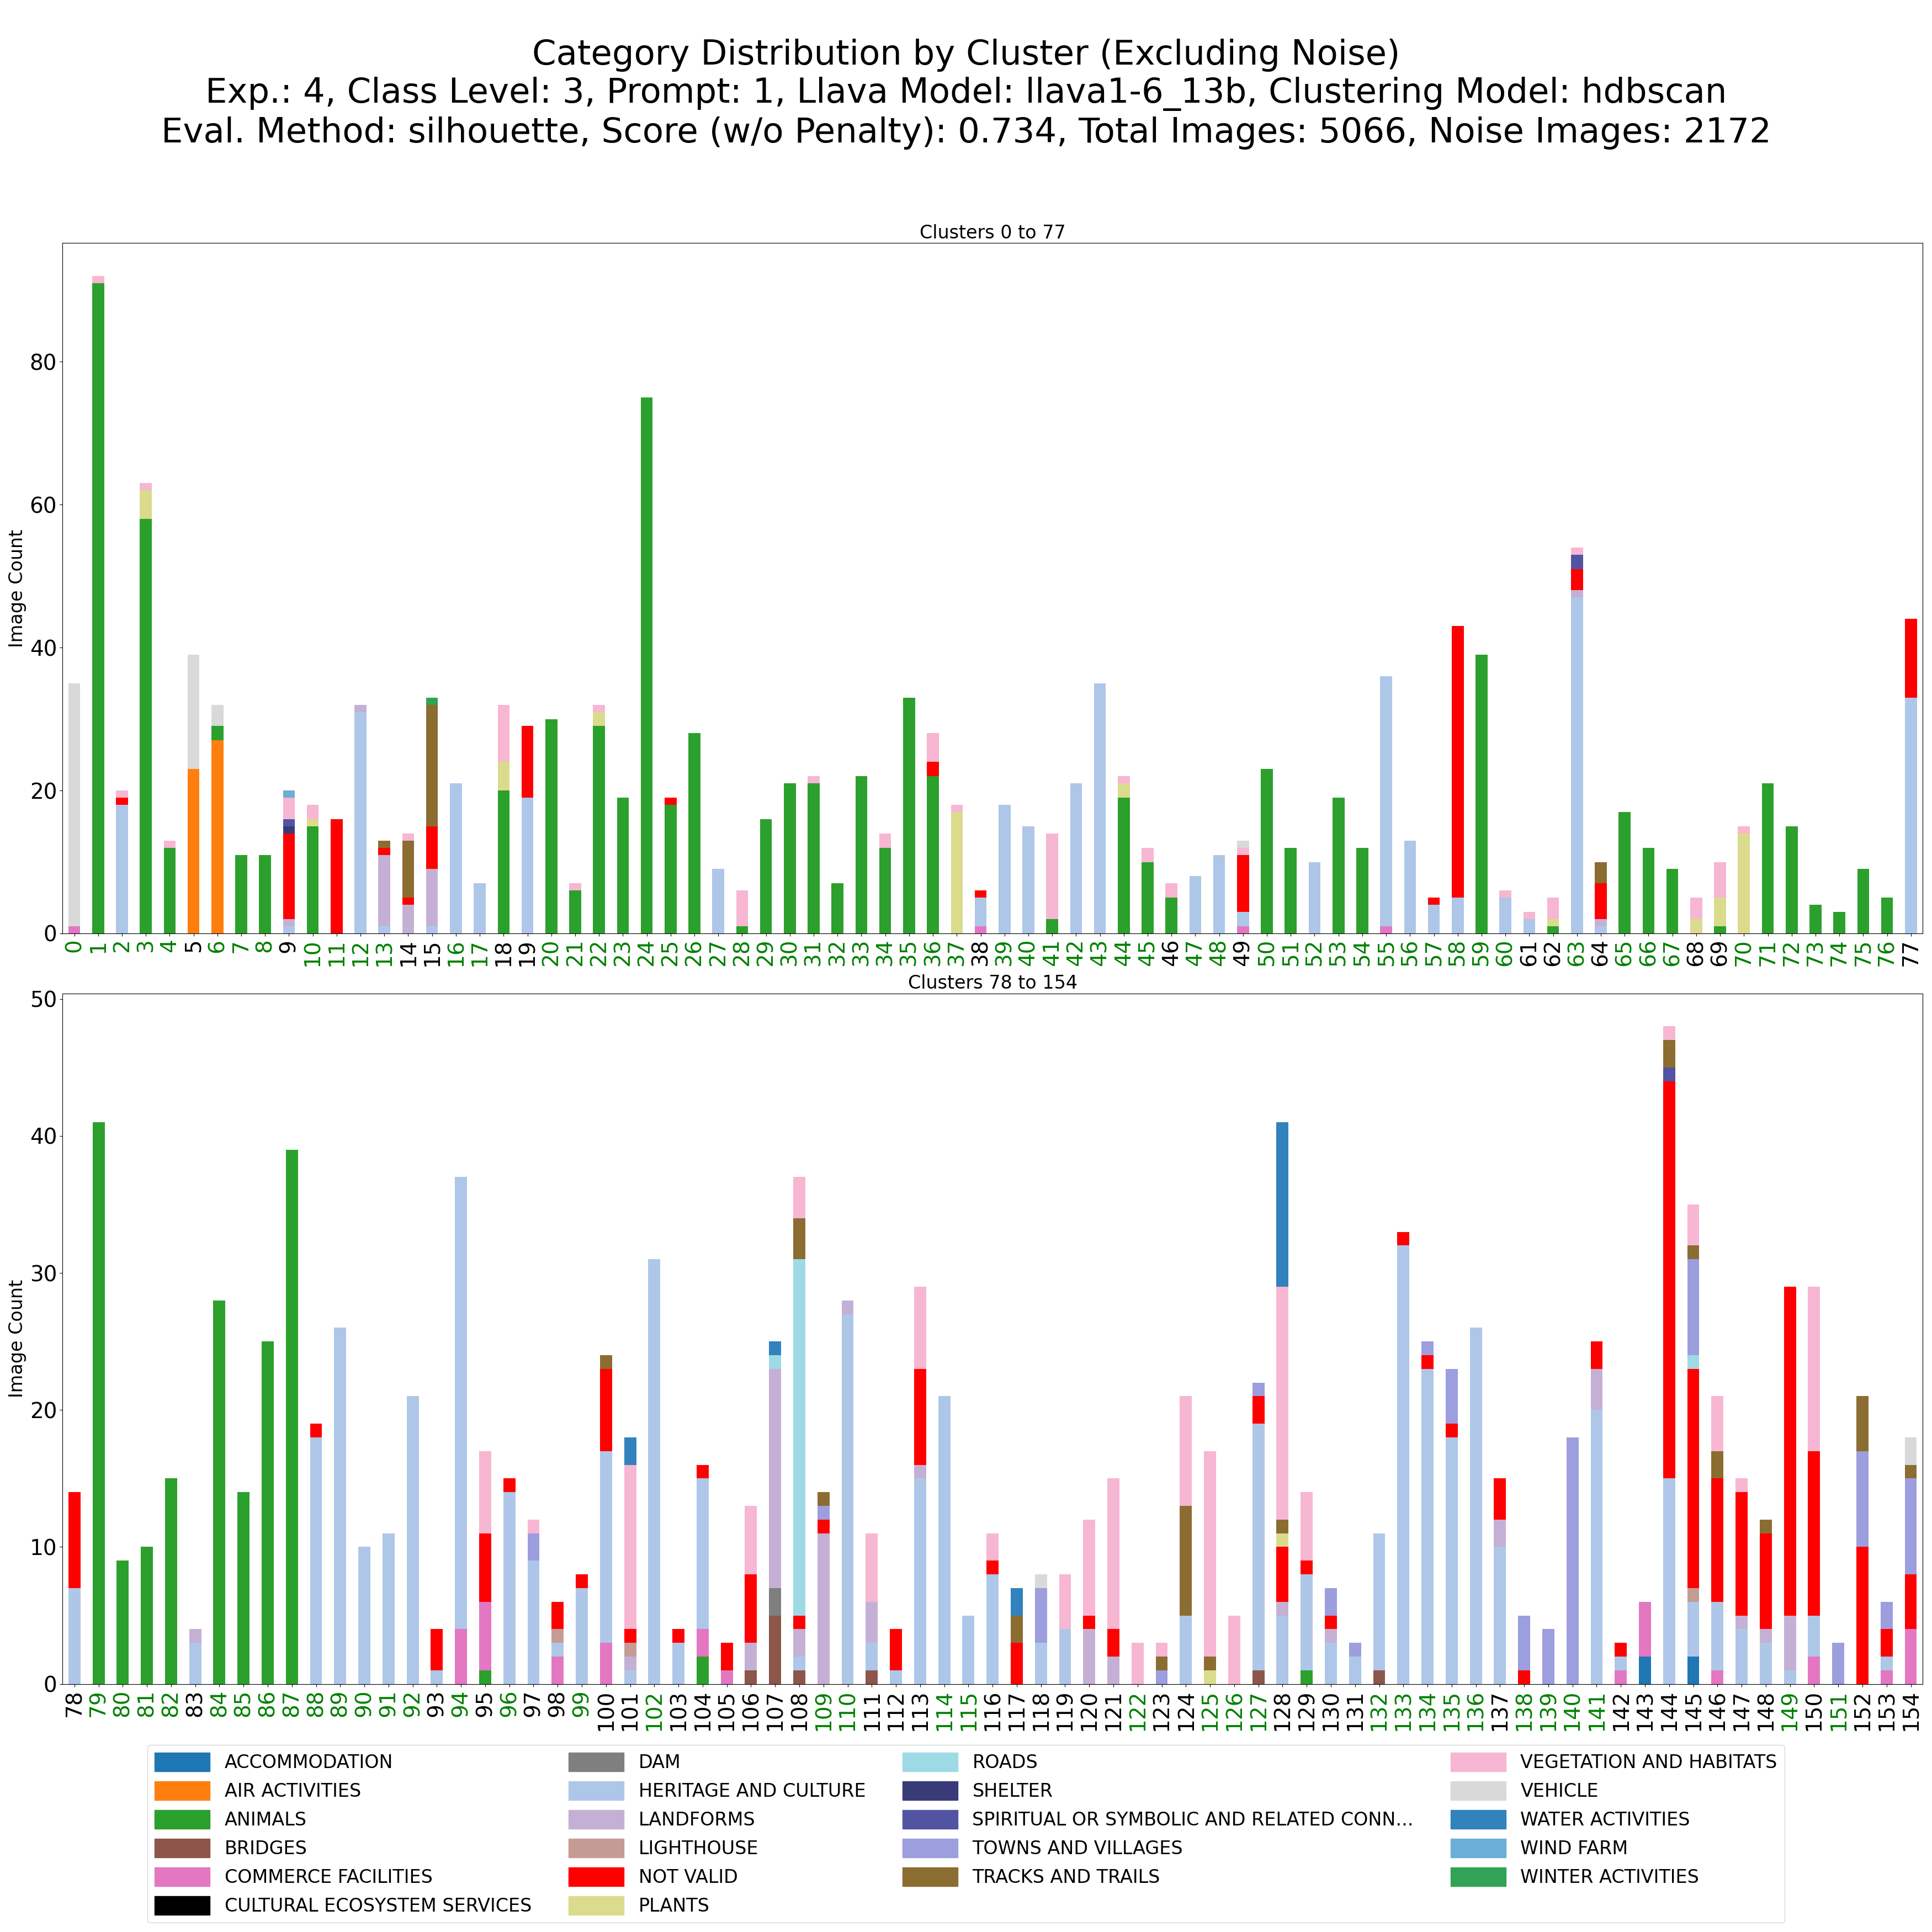 Category Distribution by Cluster (Excluding Noise)
Exp.: 4, Class Level: 3, Prompt: 1, Llava Model: llava1-6_13b, Clustering Model: hdbscan
Eval. Method: silhouette, Score (w/o Penalty): 0.734, Total Images: 5066, Noise Images: 2172
Clusters 0 to 77
Image Count
80
60
40
20
0
0 1 2 3 4 5 6 7 8 9 10 11 12 13 14 15 16 17 18 19 20 21 22 23 24 25 26 27 28 29 30 31 32 33 34 35 36 37 38 39 40 41 42 43 44 45 46 47 48 49 50 51 52 53 54 55 56 57 58 59 60 61 62 63 64 65 66 67 68 69 70 71 72 73 74 75 76 77
Clusters 78 to 154
Image Count
50
40
30
20
10
0
78 79 80 81 82 83 84 85 86 87 88 89 90 91 92 93 94 95 96 97 98 99 100 101 102 103 104 105 106 107 108 109 110 111 112 113 114 115 116 117 118 119 120 121 122 123 124 125 126 127 128 129 130 131 132 133 134 135 136 137 138 139 140 141 142 143 144 145 146 147 148 149 150 151 152 153 154
ACCOMMODATION
AIR ACTIVITIES
ANIMALS
BRIDGES
COMMERCE FACILITIES
CULTURAL ECOSYSTEM SERVICES
DAM
HERITAGE AND CULTURE
LANDFORMS
LIGHTHOUSE
NOT VALID
PLANTS
ROADS
SHELTER
SPIRITUAL OR SYMBOLIC AND RELATED CONN...
TOWNS AND VILLAGES
TRACKS AND TRAILS
VEGETATION AND HABITATS
VEHICLE
WATER ACTIVITIES
WIND FARM
WINTER ACTIVITIES